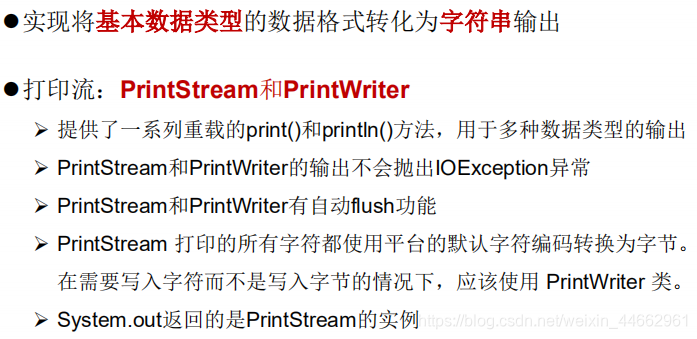 ●实现将基本数据类型的数据格式转化为字符串输出
●打印流：PrintStream和PrintWriter
➢ 提供了一系列重载的print()和println()方法，用于多种数据类型的输出
➢ PrintStream和PrintWriter的输出不会抛出IOException异常
➢ PrintStream和PrintWriter有自动flush功能
➢ PrintStream 打印的所有字符都使用平台的默认字符编码转换为字节。
在需要写入字符而不是写入字节的情况下，应该使用 PrintWriter 类。
➢ System.out返回的是PrintStream的实例
https://blog.csdn.net/weixin_44662961